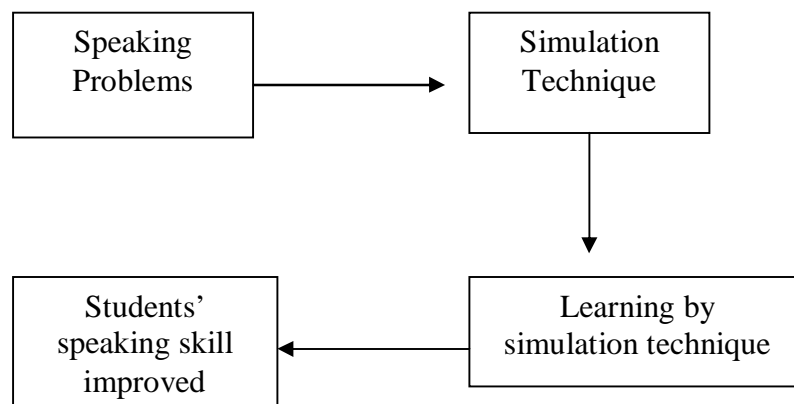 Speaking
Problems
Simulation
Technique
Learning by
simulation technique
Students’
speaking skill
improved